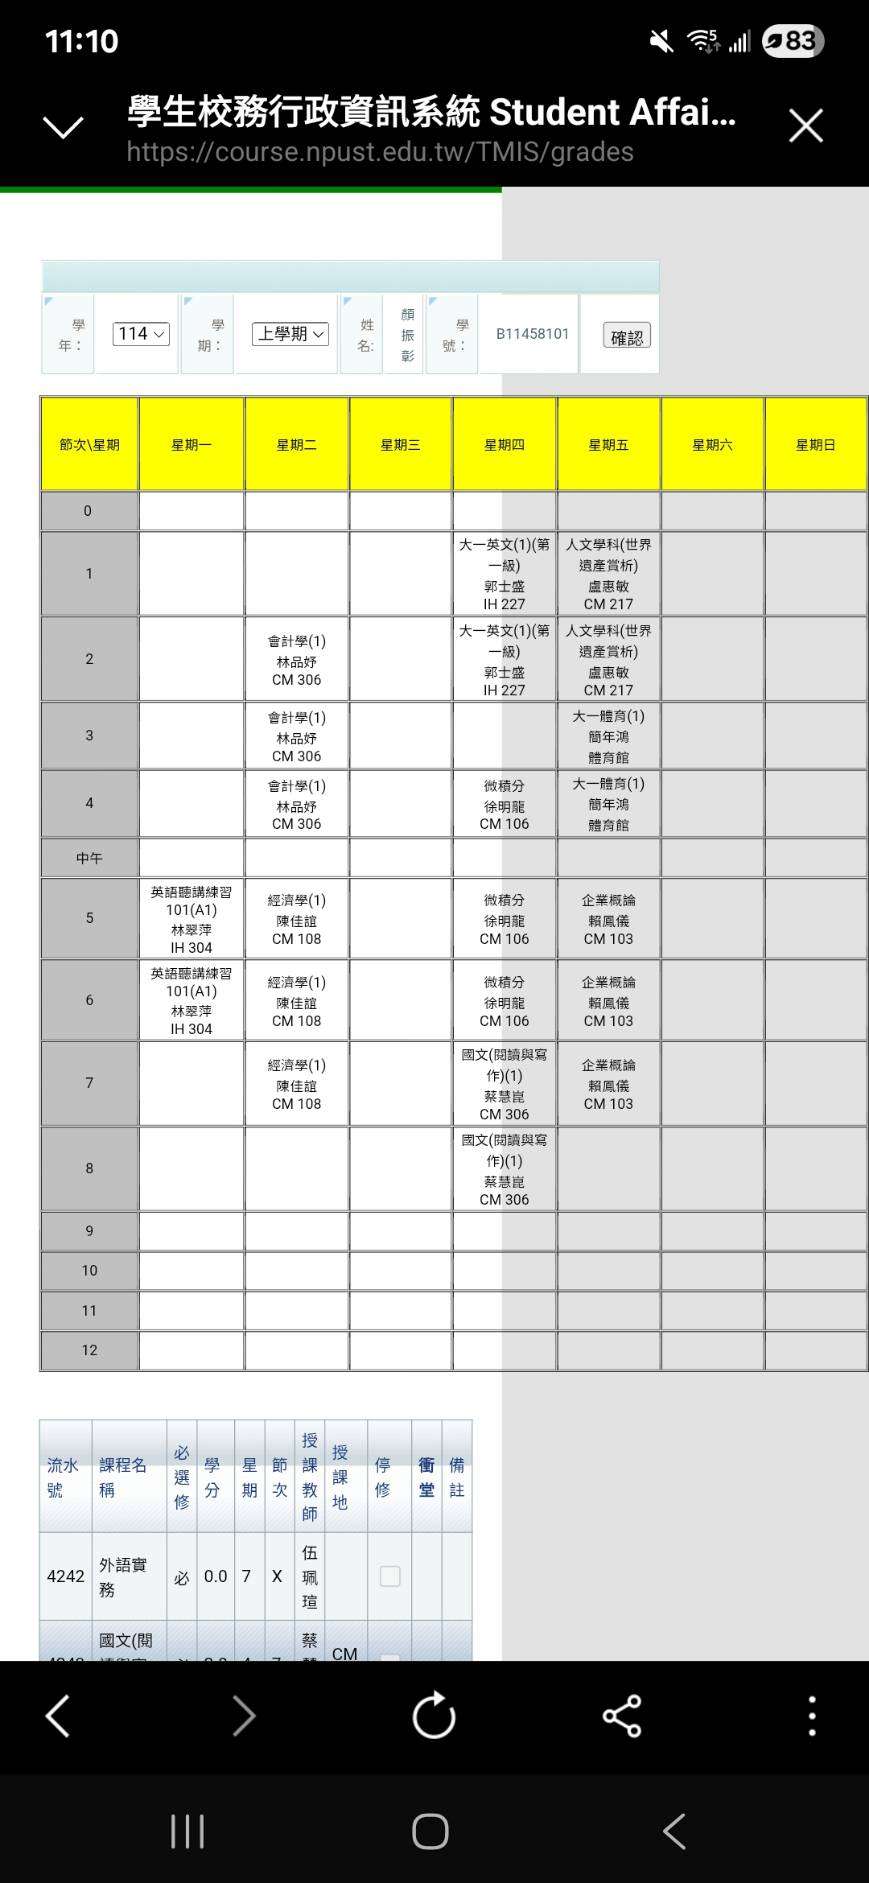 11:10
5
83
學生校務行政資訊系統 Student Affai...
https://course.npust.edu.tw/TMIS/grades
學年：
114
學期：
上學期
姓名:
顏振彰
學號：
B11458101
確認
節次\星期 星期一 星期二 星期三 星期四 星期五 星期六 星期日
0
1
大一英文(1)(第一級)
郭士盛
IH 227
人文學科(世界遺產賞析)
盧惠敏
CM 217
2
會計學(1)
林品妤
CM 306
大一英文(1)(第一級)
郭士盛
IH 227
人文學科(世界遺產賞析)
盧惠敏
CM 217
3
會計學(1)
林品妤
CM 306
大一體育(1)
簡年鴻
體育館
4
會計學(1)
林品妤
CM 306
微積分
徐明龍
CM 106
大一體育(1)
簡年鴻
體育館
中午
5
英語聽講練習
101(A1)
林翠萍
IH 304
經濟學(1)
陳佳誼
CM 108
微積分
徐明龍
CM 106
企業概論
賴鳳儀
CM 103
6
英語聽講練習
101(A1)
林翠萍
IH 304
經濟學(1)
陳佳誼
CM 108
微積分
徐明龍
CM 106
企業概論
賴鳳儀
CM 103
7
經濟學(1)
陳佳誼
CM 108
國文(閱讀與寫作)(1)
蔡慧崑
CM 306
企業概論
賴鳳儀
CM 103
8
國文(閱讀與寫作)(1)
蔡慧崑
CM 306
9
10
11
12
流水號 課程名稱 必選修 學分 星期 節次 授課教師 授課地 停修 衝堂 備註
4242 外語實務 必 0.0 7 X 伍珮瑄
國文(閱 蔡 CM